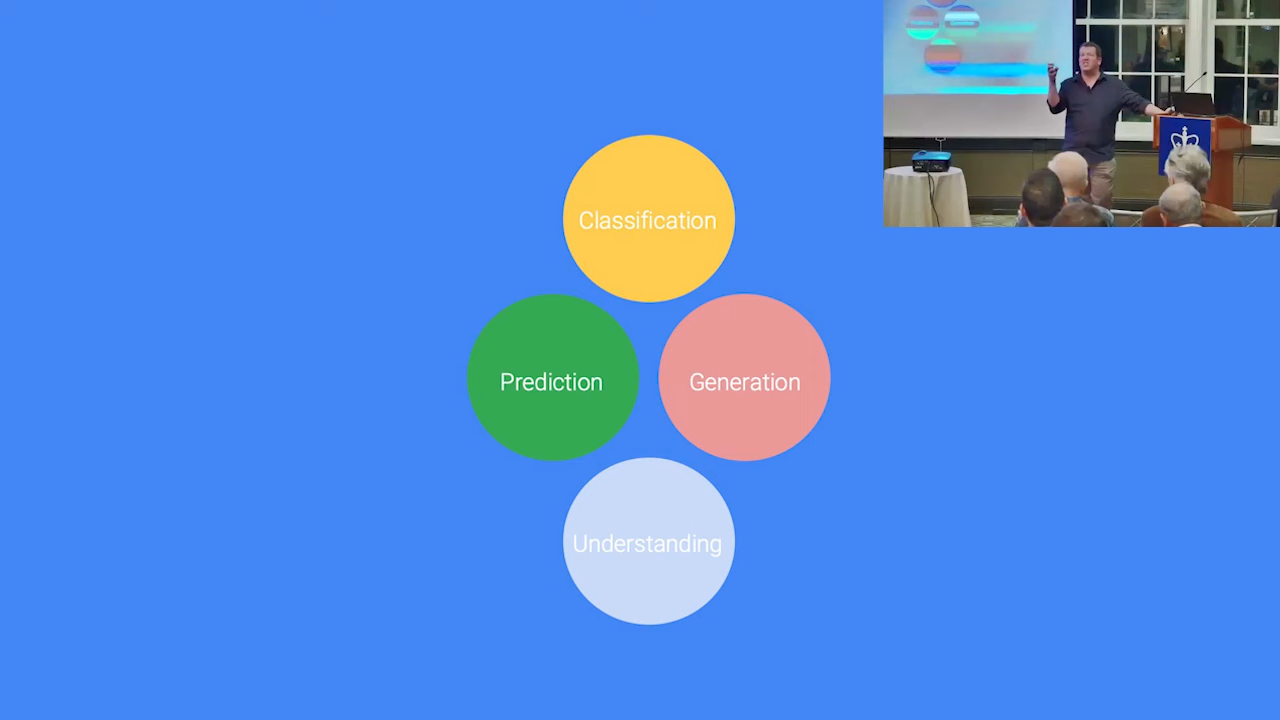 Classification
Prediction
Generation
Understanding